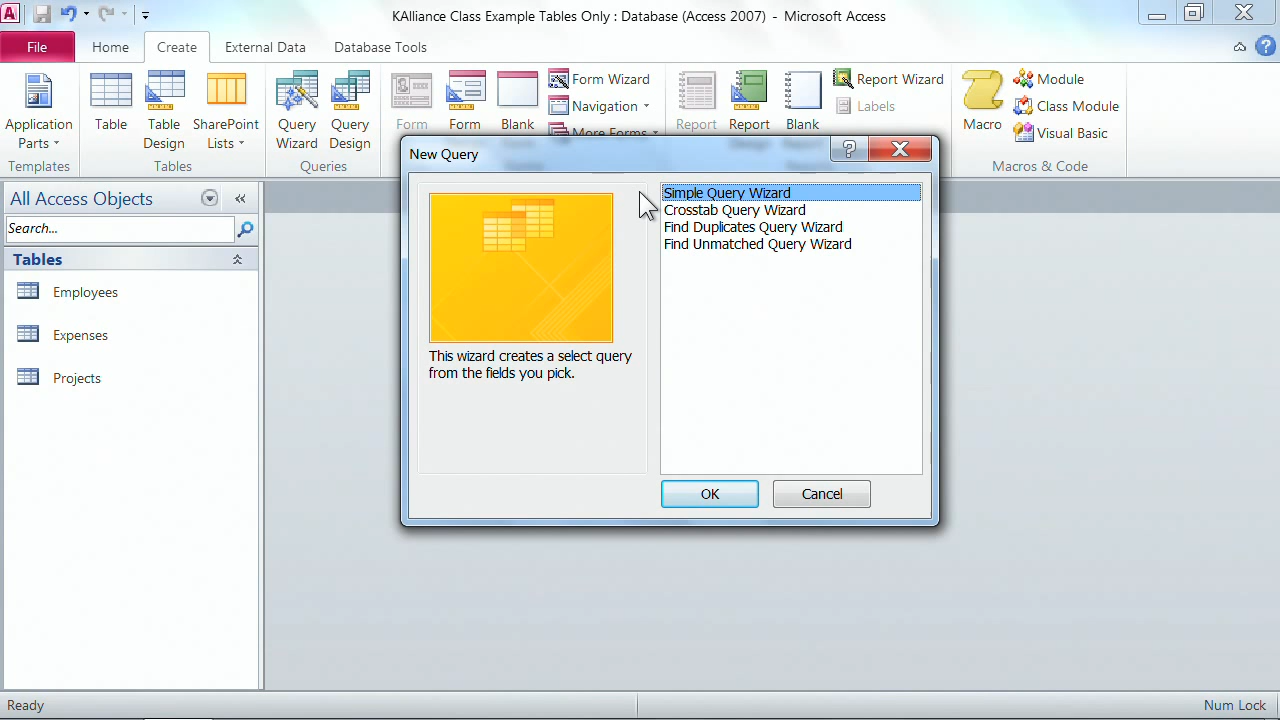 KAlliance Class Example Tables Only : Database (Access 2007) - Microsoft Access
File Home Create External Data Database Tools
Application Parts
Templates
Table
Table Design
SharePoint Lists
Tables
Query Wizard
Query Design
Queries
Form
Form
Blank
Form Wizard
Navigation
More Forms
Report
Report
Blank
Report Wizard
Labels
Macro
Module
Class Module
Visual Basic
Macros & Code
All Access Objects
Search...
Tables
Employees
Expenses
Projects
New Query
This wizard creates a select query
from the fields you pick.
Simple Query Wizard
Crosstab Query Wizard
Find Duplicates Query Wizard
Find Unmatched Query Wizard
OK Cancel
Ready Num Lock